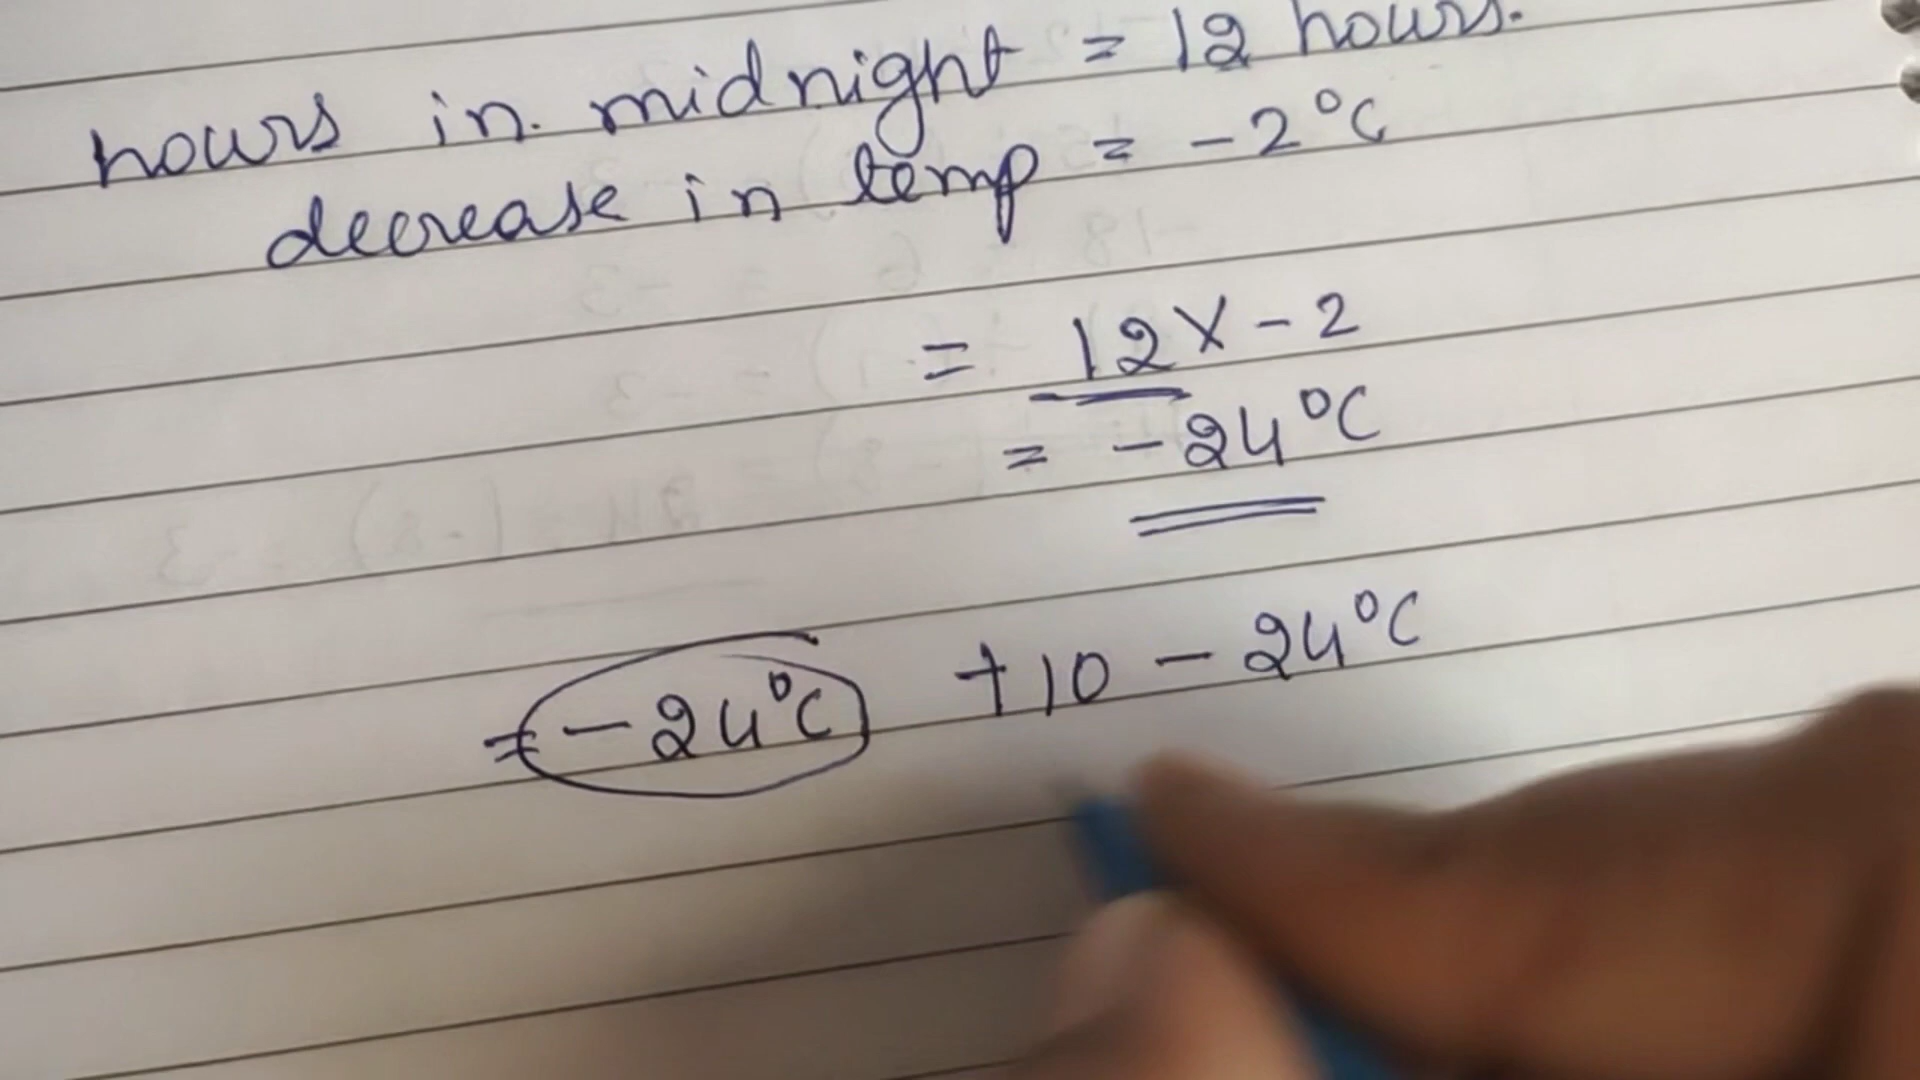 hours in midnight = 12 hours.
decrease in temp = -2°C
= 12 X - 2
= - 24°C
= - 24°C + 10 - 24°C